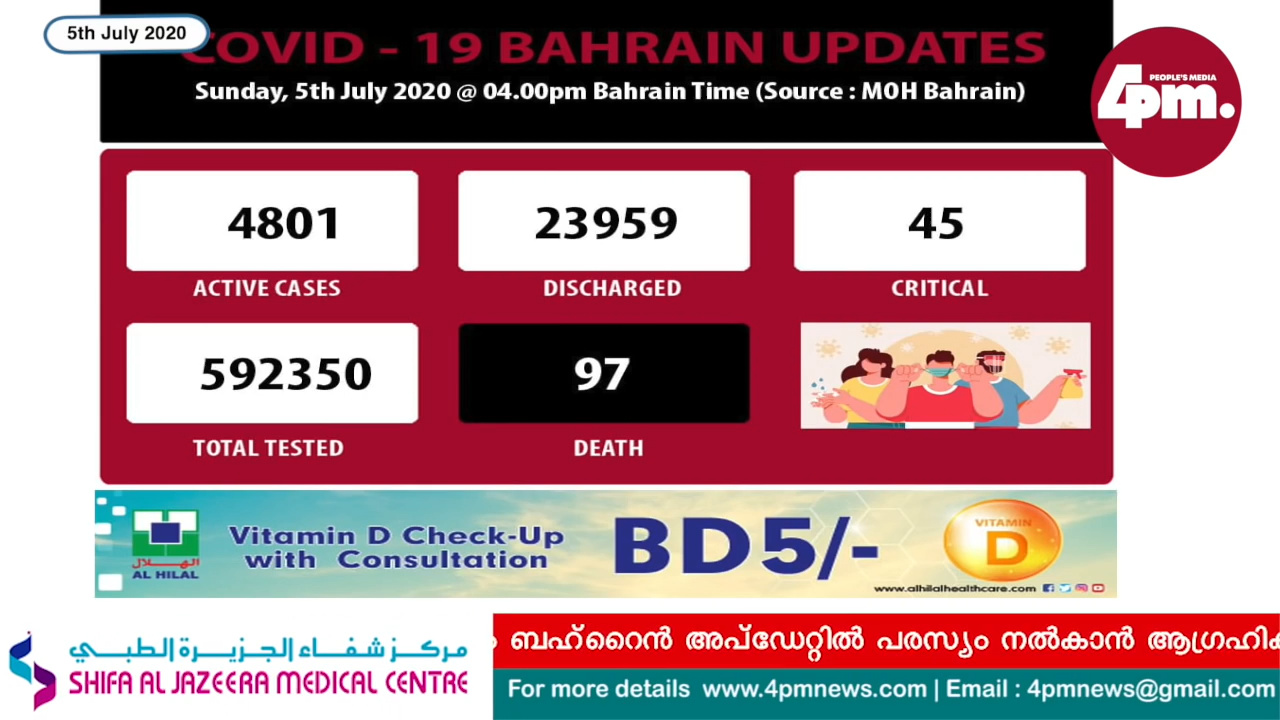 5th July 2020
COVID - 19 BAHRAIN UPDATES
Sunday, 5th July 2020 @ 04.00pm Bahrain Time (Source : MOH Bahrain)
PEOPLE'S MEDIA
4pm.
4801
23959
45
ACTIVE CASES
DISCHARGED
CRITICAL
592350
97
TOTAL TESTED
DEATH
الهلال
AL HILAL
Vitamin D Check-Up
with Consultation
BD5/-
VITAMIN
D
www.alhilalhealthcare.com
مركز شفاء الجزيرة الطبي
SHIFA AL JAZEERA MEDICAL CENTRE
ബഹ്റൈൻ അപ്ഡേറ്റിൽ പരസ്യം നൽകാൻ
For more details www.4pmnews.com | Email : 4pmnews@gmail.com